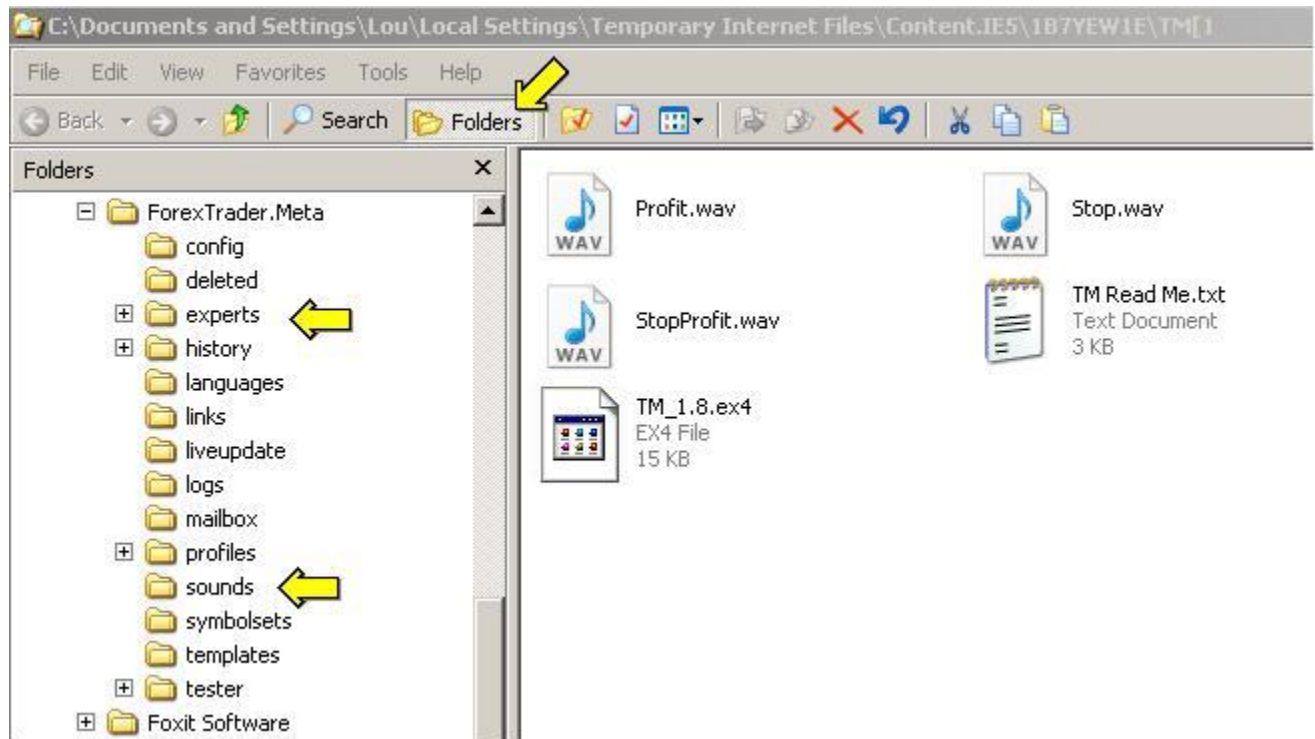 C:\Documents and Settings\Lou\Local Settings\Temporary Internet Files\Content.IE5\1B7YEW1E\TM[1
File Edit View Favorites Tools Help
Back Search Folders
Folders
ForexTrader.Meta
config
deleted
experts
history
languages
links
liveupdate
logs
mailbox
profiles
sounds
symbolsets
templates
tester
Foxit Software
WAV
Profit.wav
WAV
Stop.wav
WAV
StopProfit.wav
TM Read Me.txt
Text Document
3 KB
TM_1.8.ex4
EX4 File
15 KB